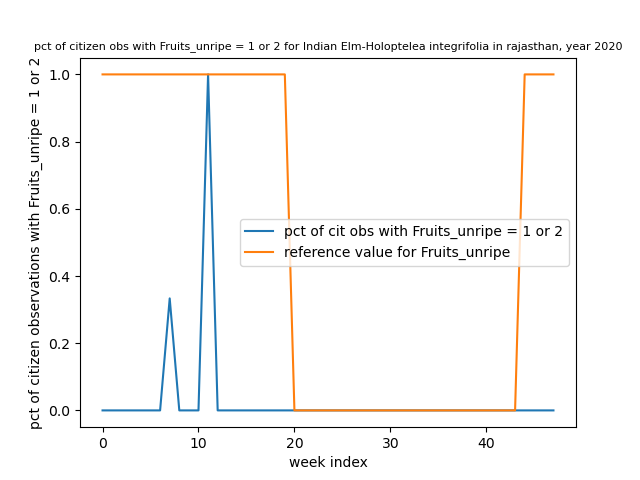 pct of citizen obs with Fruits_unripe = 1 or 2 for Indian Elm-Holoptelea integrifolia in rajasthan, year 2020
pct of citizen observations with Fruits_unripe = 1 or 2
1.0
0.8
0.6
0.4
0.2
0.0
pct of cit obs with Fruits_unripe = 1 or 2
reference value for Fruits_unripe
0 10 20 30 40
week index